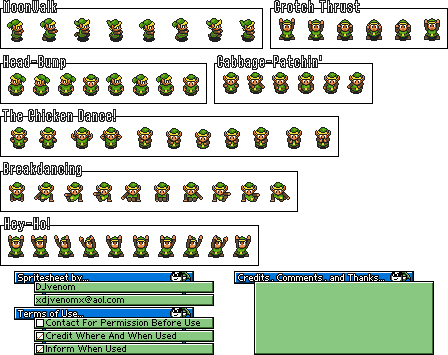 MoonWalk
Crotch Thrust
Head-Bump
Cabbage-Patchin'
The Chicken Dance!
Breakdancing
Hey-Ho!
Spritesheet by...
DJvenom
xdjvenomx@aol.com
Terms of Use...
Contact For Permission Before Use
Credit Where And When Used
Inform When Used
Credits, Comments, and Thanks...